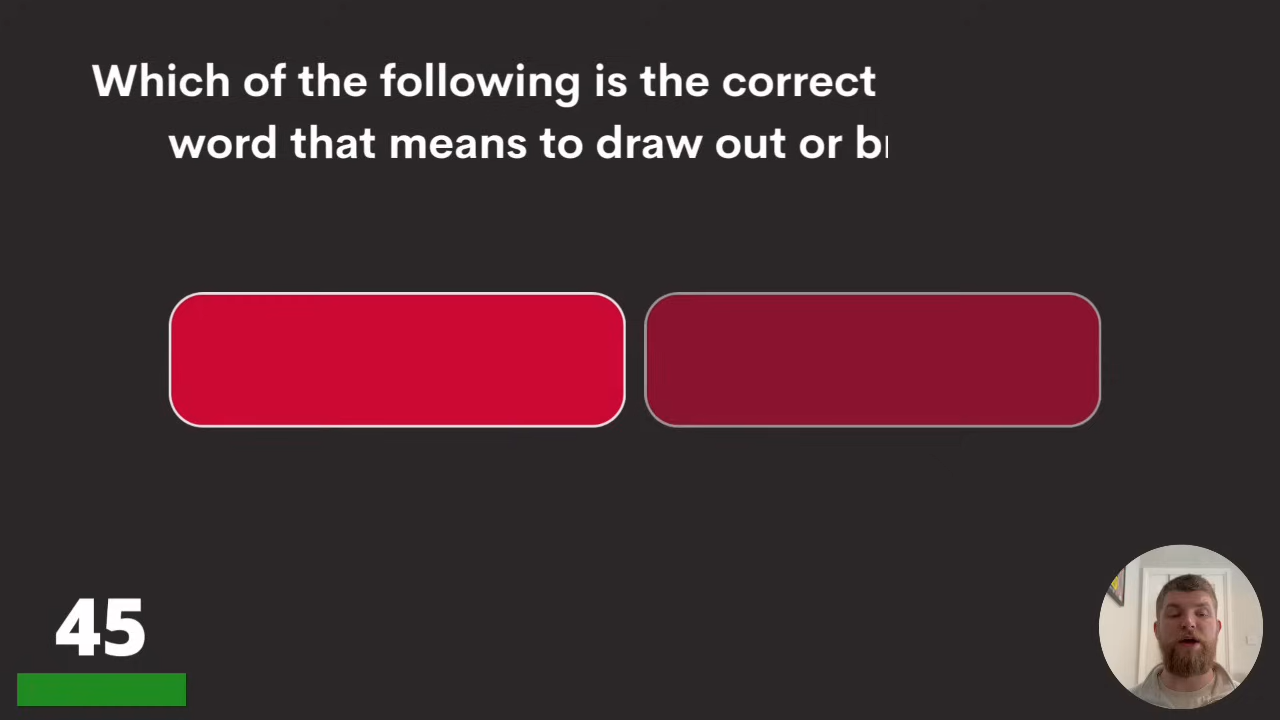 Which of the following is the correct
word that means to draw out or
45